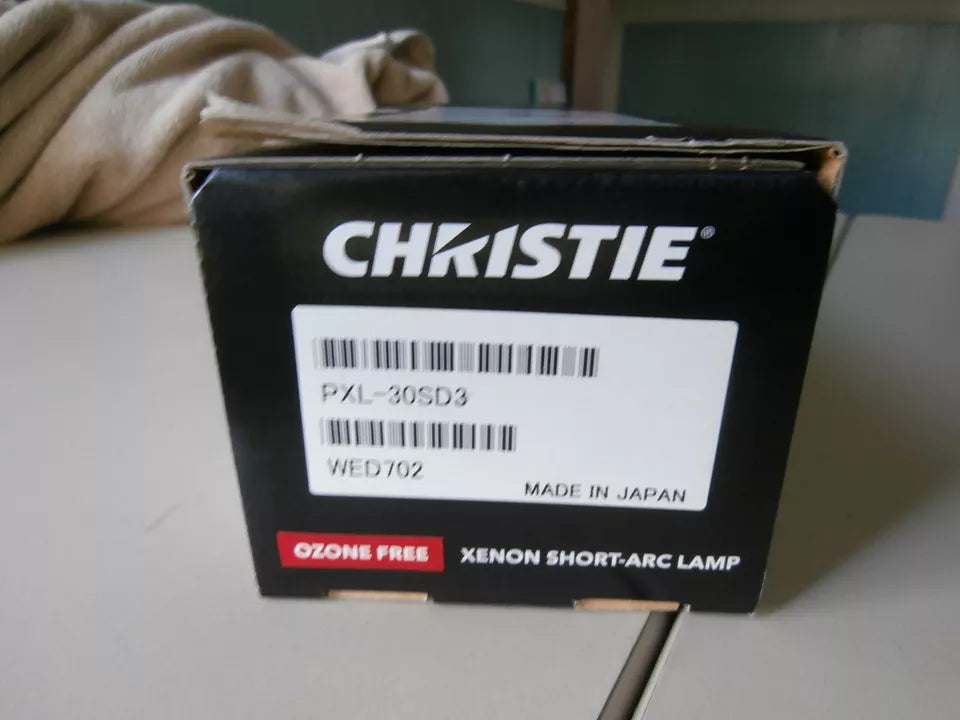 CHRISTIE®
PXL-30SD3
WED702
MADE IN JAPAN
OZONE FREE XENON SHORT-ARC LAMP